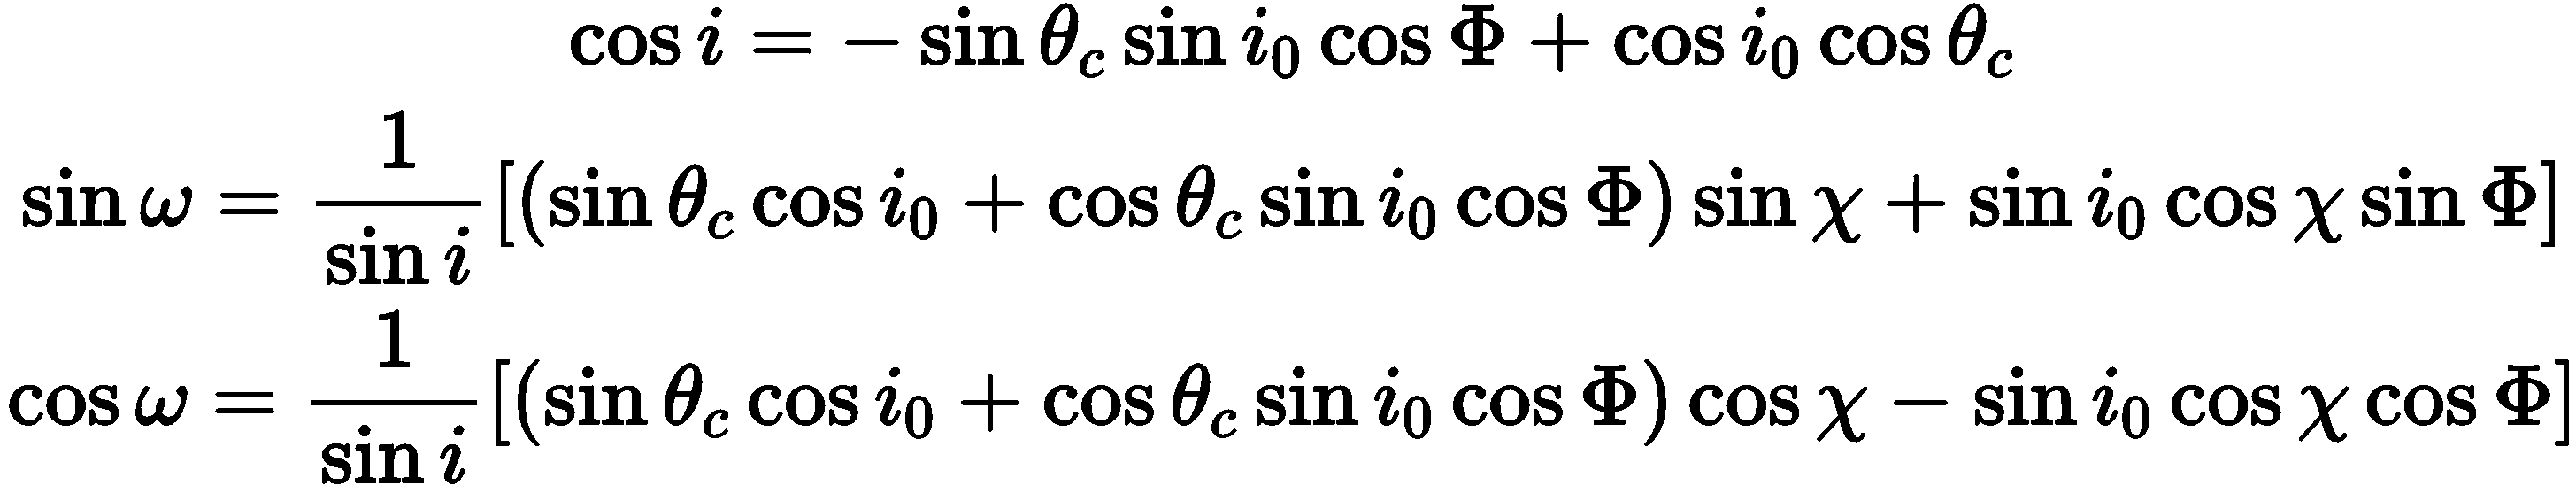 cos i = − sin θ_c sin i_0 cos Φ + cos i_0 cos θ_c
sin ω = \frac{1}{sin i} [(sin θ_c cos i_0 + cos θ_c sin i_0 cos Φ) sin χ + sin i_0 cos χ sin Φ]
cos ω = \frac{1}{sin i} [(sin θ_c cos i_0 + cos θ_c sin i_0 cos Φ) cos χ − sin i_0 cos χ cos Φ]